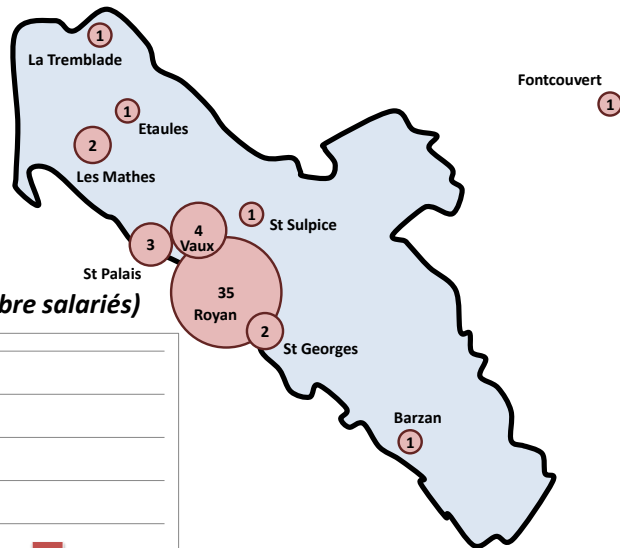 1
La Tremblade
Fontcouvert
1
1
Etaules
2
Les Mathes
1
St Sulpice
4
Vaux
3
St Palais
35
Royan
bre salariés)
2
St Georges
Barzan
1